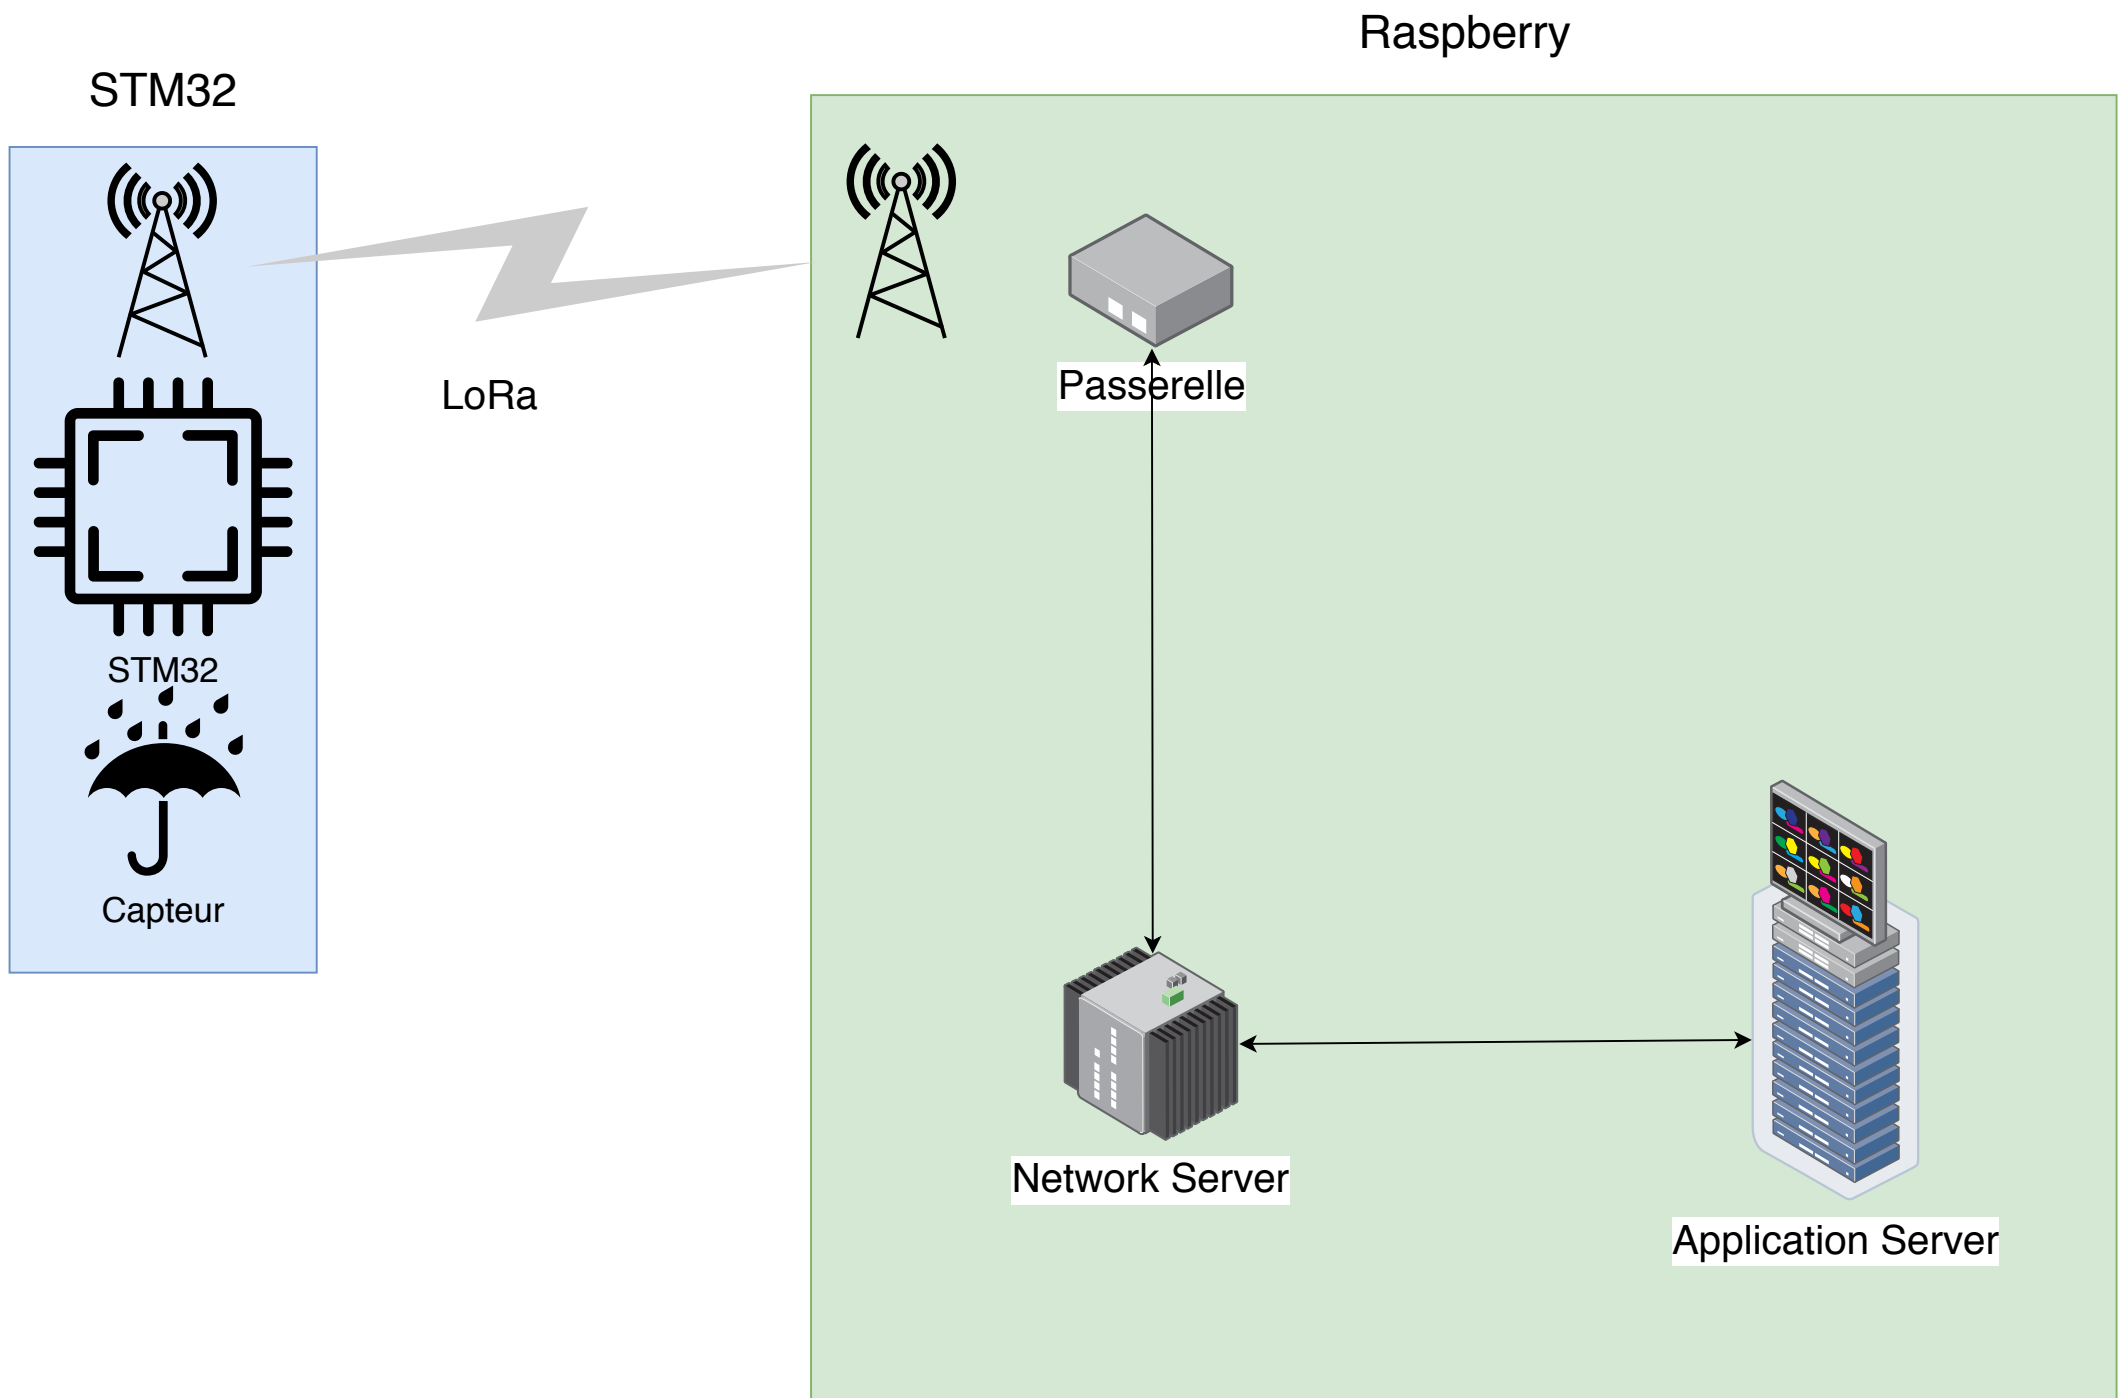 Raspberry
STM32
LoRa
Passerelle
STM32
Capteur
Network Server
Application Server